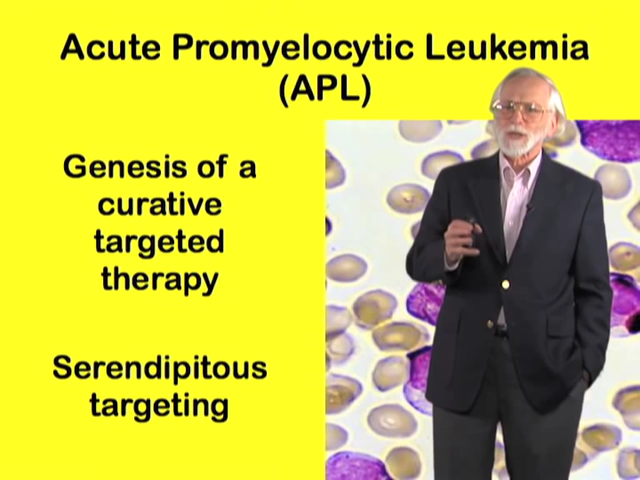 Acute Promyelocytic Leukemia
(APL)
Genesis of a
curative
targeted
therapy
Serendipitous
targeting